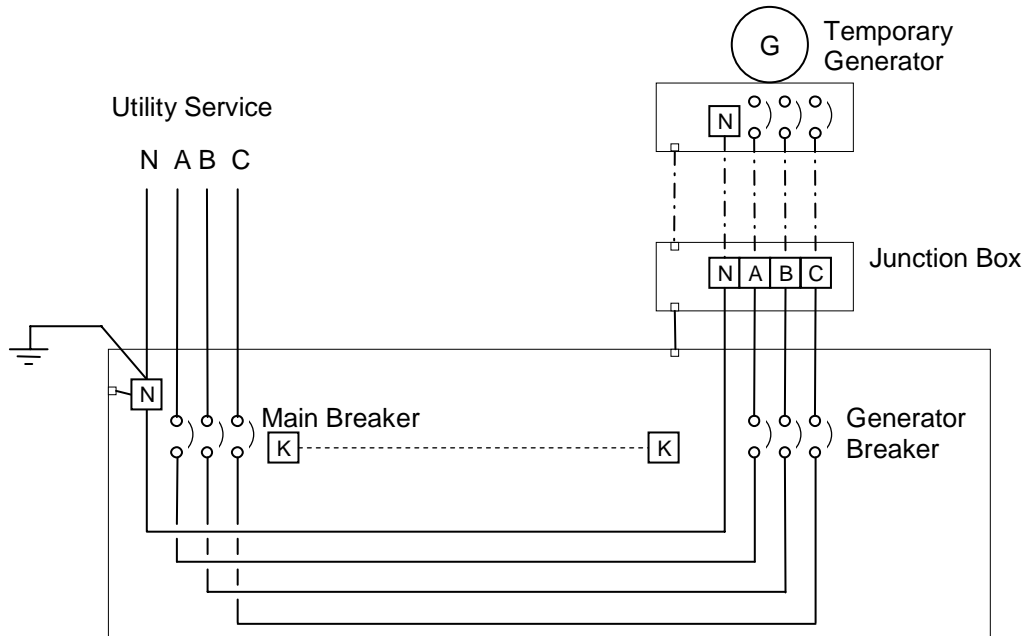 G
Temporary
Generator
N
Utility Service
N A B C
Junction Box
N A B C
N
Main Breaker
K
K
Generator
Breaker